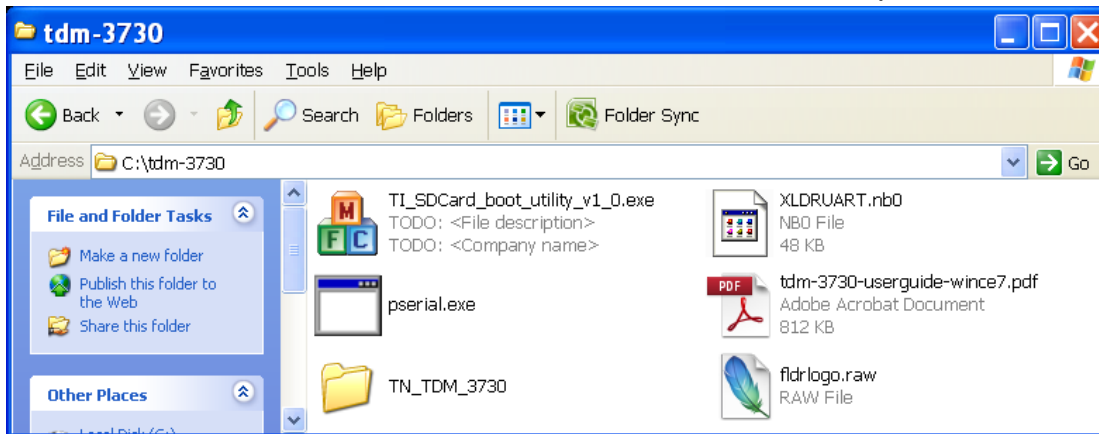 tdm-3730
File Edit View Favorites Tools Help
Back Search Folders Folder Sync
Address C:\tdm-3730 Go
File and Folder Tasks
Make a new folder
Publish this folder to
the Web
Share this folder
Other Places
TI_SDCard_boot_utility_v1_0.exe
TODO: <File description>
TODO: <Company name>
M
F C
pserial.exe
TN_TDM_3730
XLDRUART.nb0
NB0 File
48 KB
PDF
tdm-3730-userguide-wince7.pdf
Adobe Acrobat Document
812 KB
fldrlogo.raw
RAW File